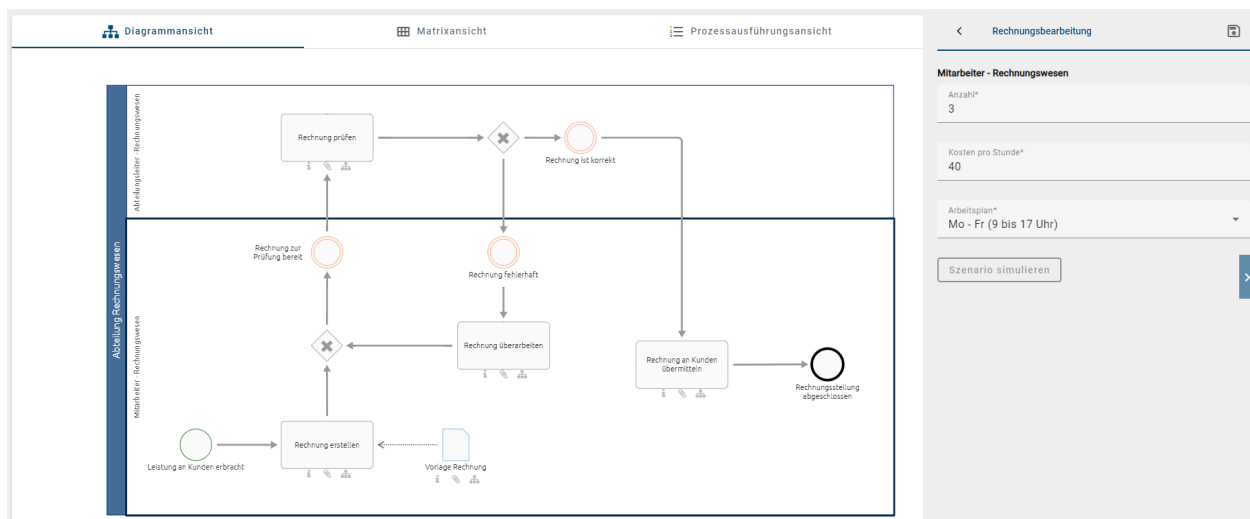 Diagrammansicht
Matrixansicht
Prozessausführungsansicht
Rechnungsbearbeitung
Mitarbeiter - Rechnungswesen
Anzahl*
3
Kosten pro Stunde*
40
Arbeitsplan*
Mo - Fr (9 bis 17 Uhr)
Szenario simulieren
Abteilung Rechnungswesen
Abteilungsleiter - Rechnungswesen
Rechnung prüfen
Rechnung ist korrekt
Mitarbeiter - Rechnungswesen
Rechnung zur
Prüfung bereit
Rechnung fehlerhaft
Rechnung überarbeiten
Rechnung an Kunden
übermitteln
Rechnungsstellung
abgeschlossen
Leistung an Kunden erbracht
Rechnung erstellen
Vorlage Rechnung